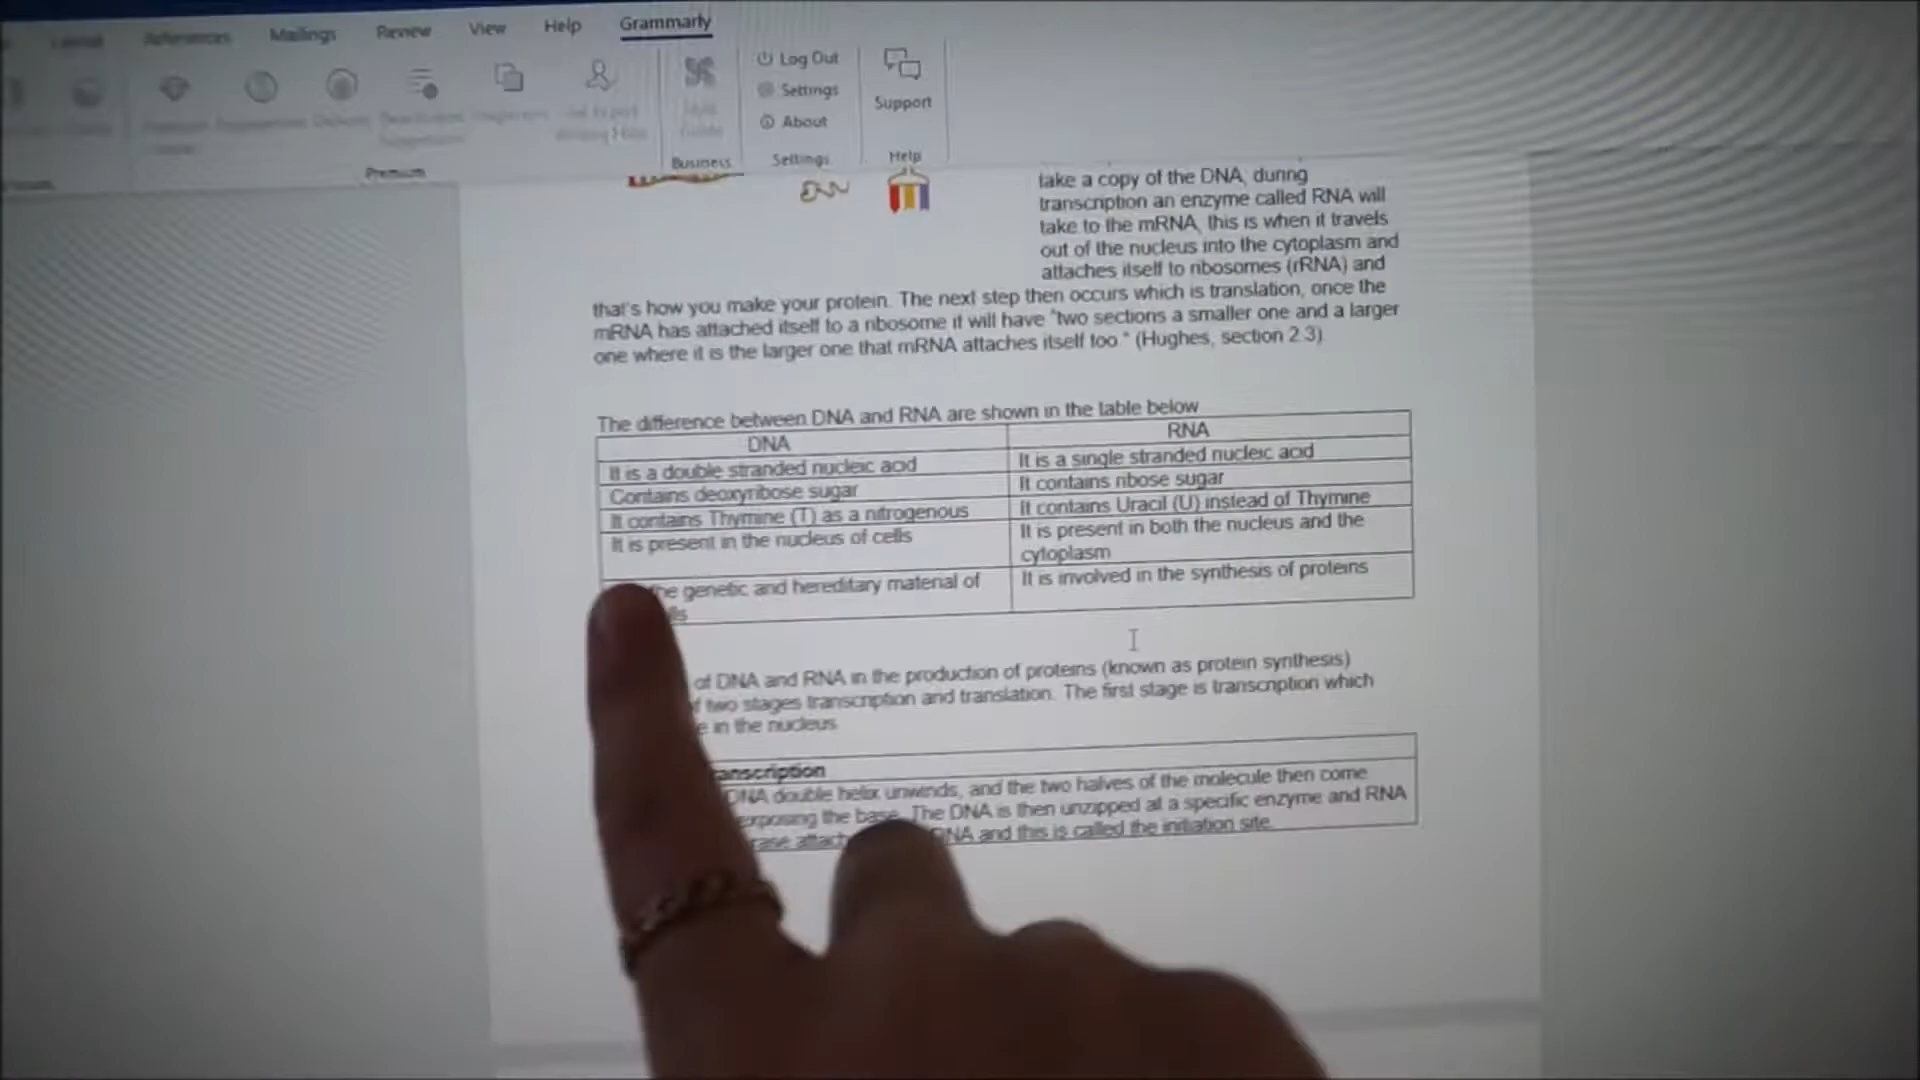 References Mailings Review View Help Grammarly
Log Out
Settings
About
Support
Premium Business Settings Help
take a copy of the DNA, during
transcription an enzyme called RNA will
take to the mRNA, this is when it travels
out of the nucleus into the cytoplasm and
attaches itself to ribosomes (rRNA) and
that's how you make your protein. The next step then occurs which is translation, once the
mRNA has attached itself to a ribosome it will have "two sections a smaller one and a larger
one where it is the larger one that mRNA attaches itself too." (Hughes, section 2.3)
The difference between DNA and RNA are shown in the table below
DNA RNA
It is a double stranded nucleic acid It is a single stranded nucleic acid
Contains deoxyribose sugar It contains ribose sugar
It contains Thymine (T) as a nitrogenous It contains Uracil (U) instead of Thymine
It is present in the nucleus of cells It is present in both the nucleus and the
cytoplasm
genetic and hereditary material of It is involved in the synthesis of proteins
of DNA and RNA in the production of proteins (known as protein synthesis)
two stages transcription and translation. The first stage is transcription which
in the nucleus
DNA double helix unwinds, and the two halves of the molecule then come
exposing the base. The DNA is then unzipped at a specific enzyme and RNA
and this is called the initiation site.